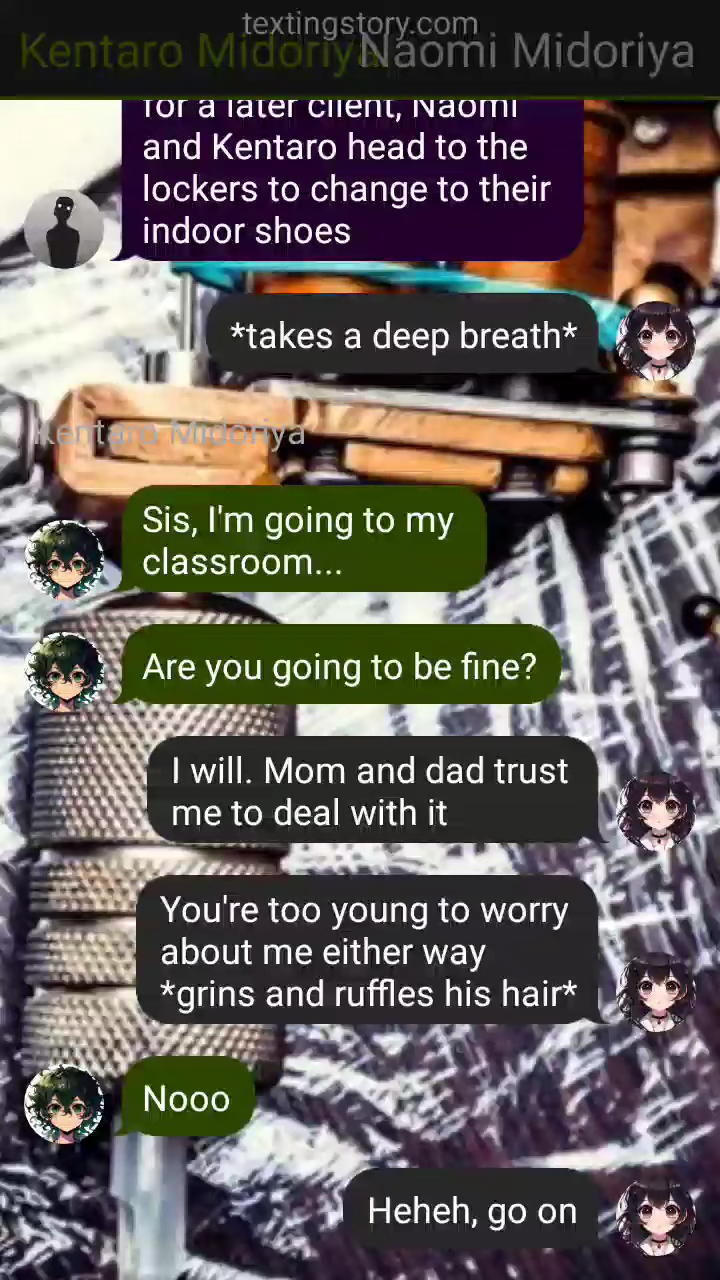 textingstory.com
Kentaro Midoriya Naomi Midoriya
for a later client, Naomi
and Kentaro head to the
lockers to change to their
indoor shoes
*takes a deep breath*
Kentaro Midoriya
Sis, I'm going to my
classroom...
Are you going to be fine?
I will. Mom and dad trust
me to deal with it
You're too young to worry
about me either way
*grins and ruffles his hair*
Nooo
Heheh, go on